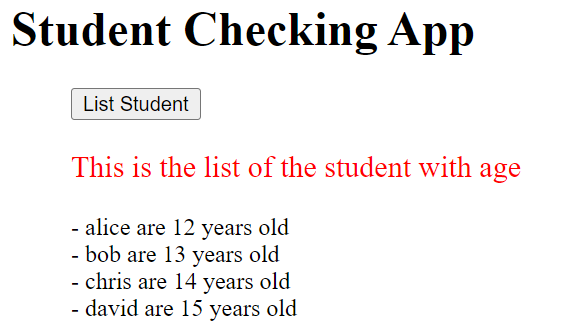 Student Checking App
List Student
This is the list of the student with age
- alice are 12 years old
- bob are 13 years old
- chris are 14 years old
- david are 15 years old